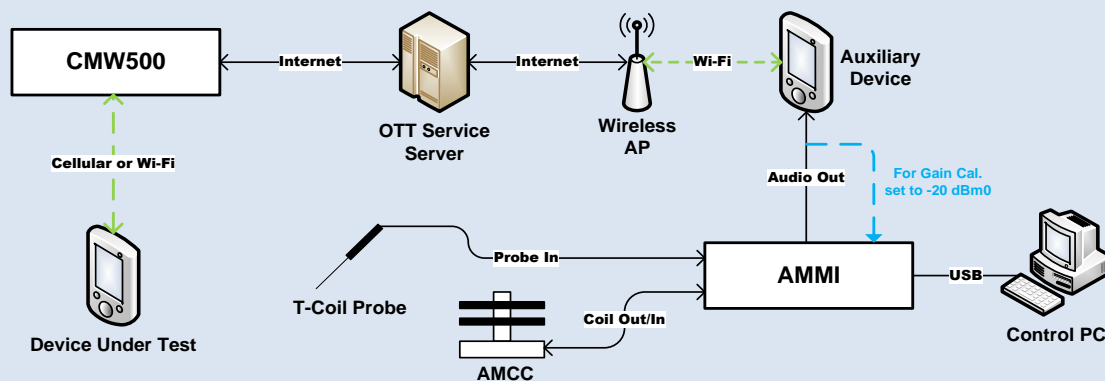 CMW500
Internet
Internet
Wi-Fi
Auxiliary
Device
OTT Service
Server
Wireless
AP
Cellular or Wi-Fi
Audio Out
For Gain Cal.
set to -20 dBm0
Probe In
AMMI
USB
T-Coil Probe
Coil Out/In
Device Under Test
Control PC
AMCC